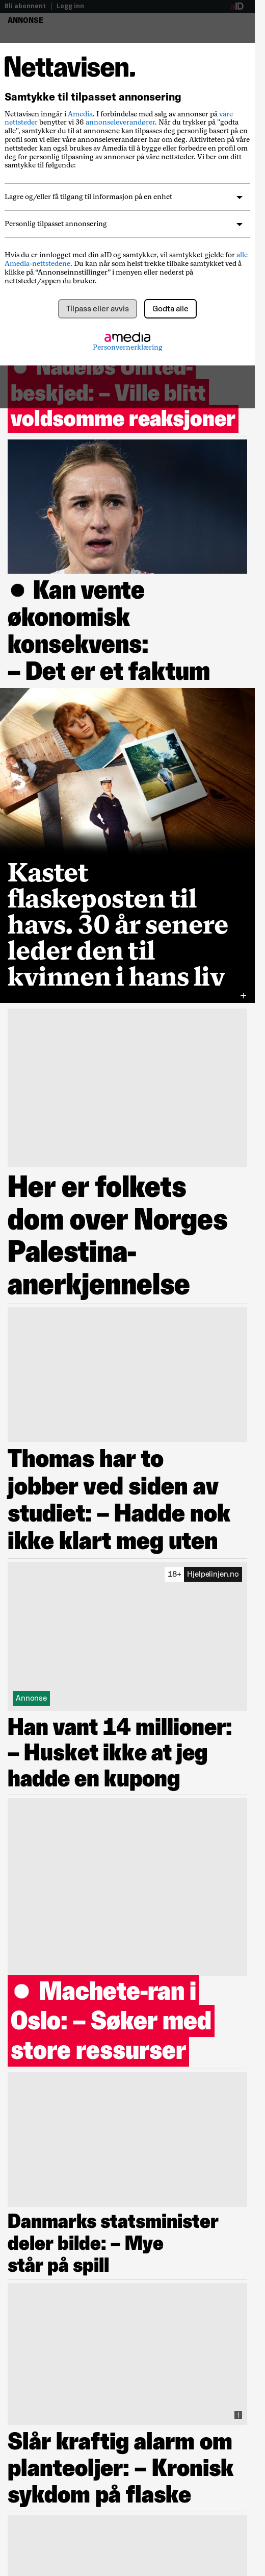 Bli abonnent | Logg inn
aID
ANNONSE
Nettavisen.
Samtykke til tilpasset annonsering
Nettavisen inngår i Amedia. I forbindelse med salg av annonser på våre
nettsteder benytter vi 36 annonseleverandører. Når du trykker på "godta
alle", samtykker du til at annonsene kan tilpasses deg personlig basert på en
profil som vi eller våre annonseleverandører har om deg. Aktiviteten på våre
nettsteder kan også brukes av Amedia til å bygge eller forbedre en profil om
deg for personlig tilpasning av annonser på våre nettsteder. Vi ber om ditt
samtykke til følgende:
Lagre og/eller få tilgang til informasjon på en enhet
Personlig tilpasset annonsering
Hvis du er innlogget med din aID og samtykker, vil samtykket gjelde for alle
Amedia-nettstedene. Du kan når som helst trekke tilbake samtykket ved å
klikke på “Annonseinnstillinger” i menyen eller nederst på
nettstedet/appen du bruker.
Tilpass eller avvis
Godta alle
amedia
Personvernerklæring
Nådeløs United-
beskjed: – Ville blitt
voldsomme reaksjoner
Kan vente
økonomisk
konsekvens:
– Det er et faktum
Kastet
flaskeposten til
havs. 30 år senere
leder den til
kvinnen i hans liv
Her er folkets
dom over Norges
Palestina-
anerkjennelse
Thomas har to
jobber ved siden av
studiet: – Hadde nok
ikke klart meg uten
18+ Hjelpelinjen.no
Annonse
Han vant 14 millioner:
– Husket ikke at jeg
hadde en kupong
Machete-ran i
Oslo: – Søker med
store ressurser
Danmarks statsminister
deler bilde: – Mye
står på spill
Slår kraftig alarm om
planteoljer: – Kronisk
sykdom på flaske